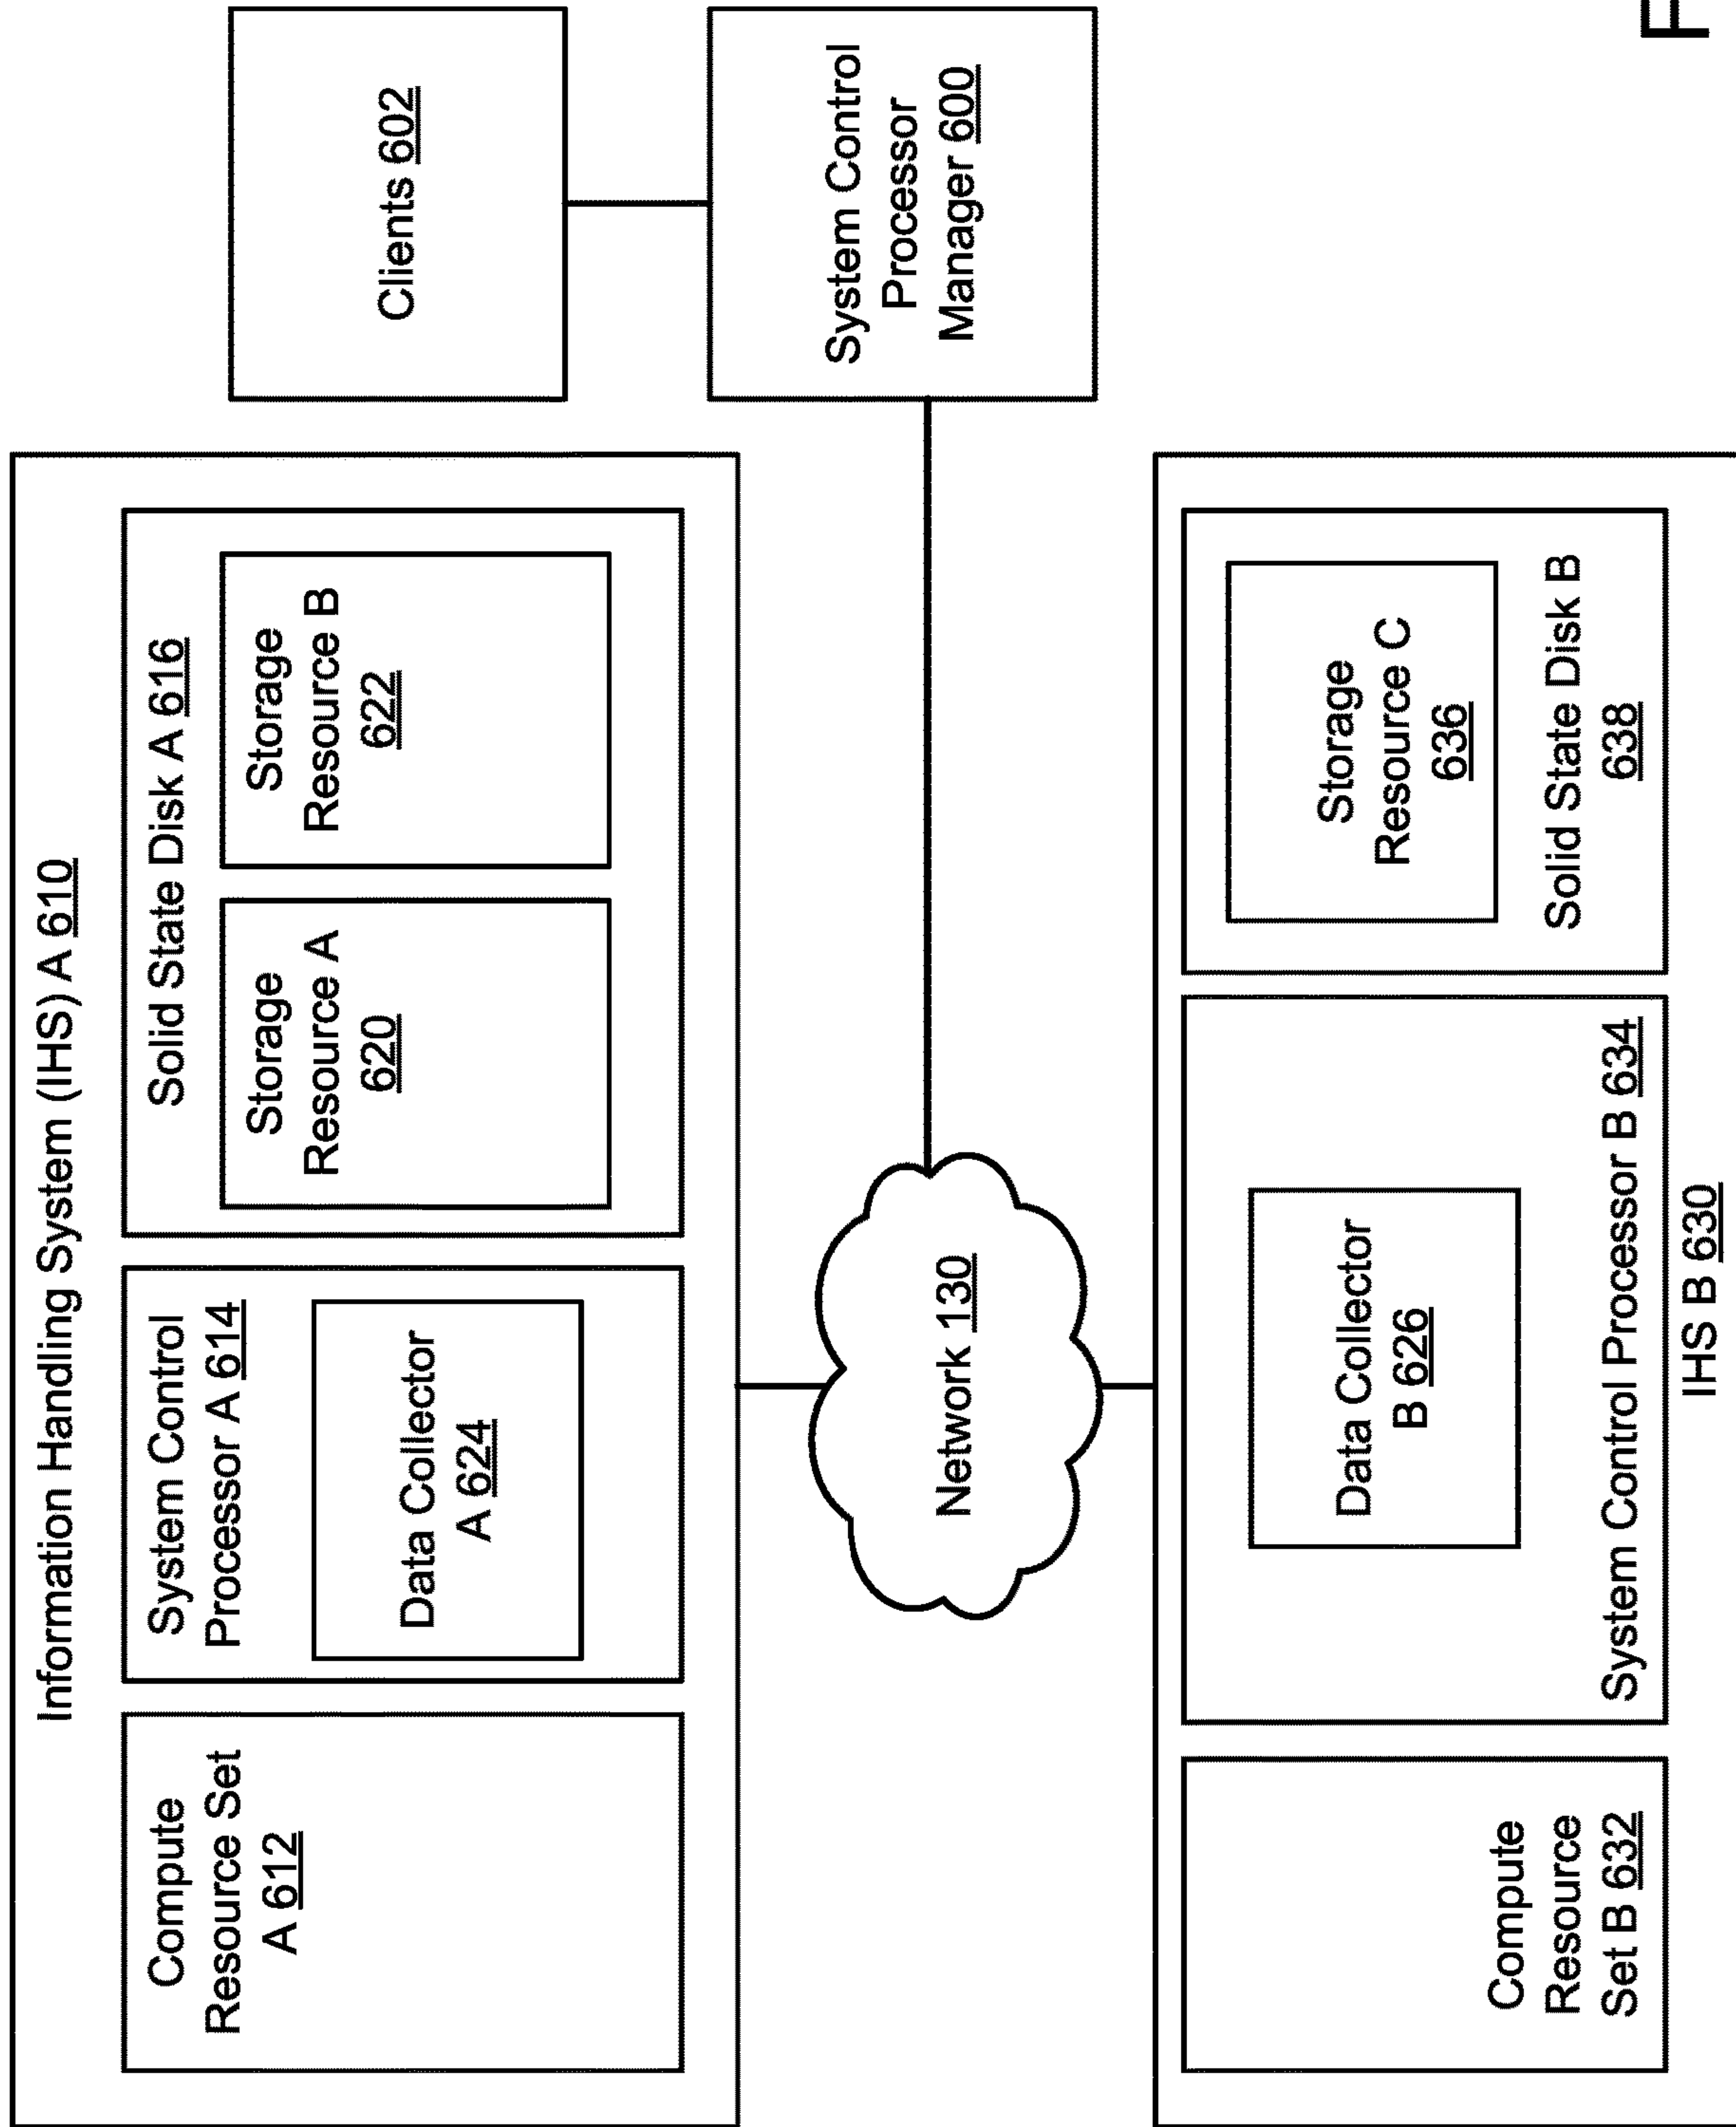 Information Handling System (IHS) A 610
Compute
Resource Set
A 612
System Control
Processor A 614
Data Collector
A 624
Solid State Disk A 616
Storage
Resource A
620
Storage
Resource B
622
Clients 602
System Control
Processor
Manager 600
Network 130
Compute
Resource
Set B 632
Data Collector
B 626
System Control Processor B 634
Storage
Resource C
636
Solid State Disk B
638
IHS B 630
F